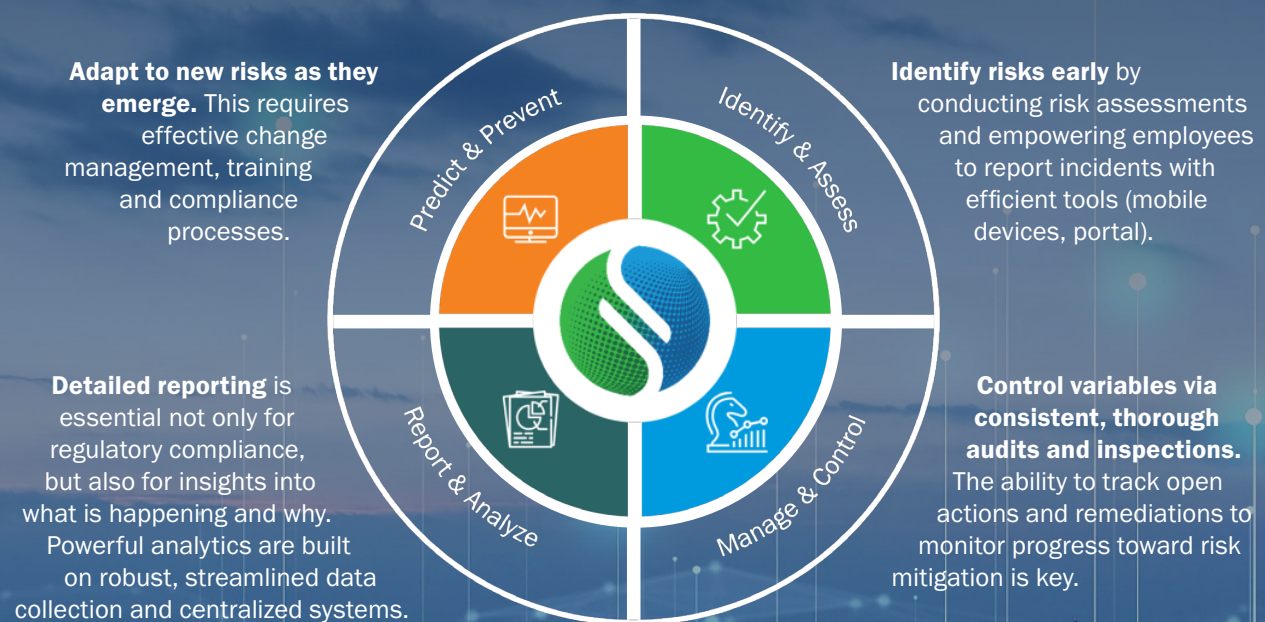 Adapt to new risks as they
emerge. This requires
effective change
management, training
and compliance
processes.
Predict & Prevent
Identify & Assess
Identify risks early by
conducting risk assessments
and empowering employees
to report incidents with
efficient tools (mobile
devices, portal).
Detailed reporting is
essential not only for
regulatory compliance,
but also for insights into
what is happening and why.
Powerful analytics are built
on robust, streamlined data
collection and centralized systems.
Report & Analyze
Manage & Control
Control variables via
consistent, thorough
audits and inspections.
The ability to track open
actions and remediations to
monitor progress toward risk
mitigation is key.